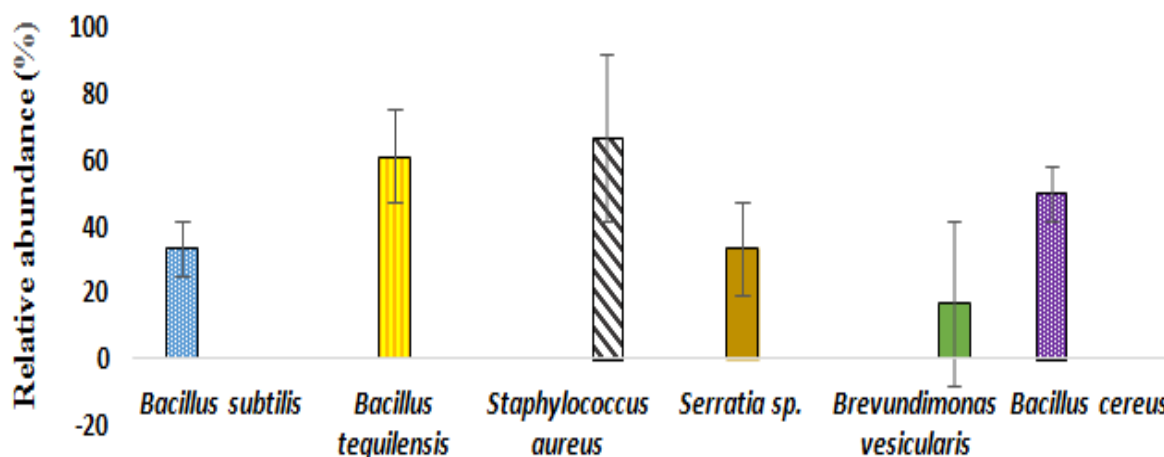 Relative abundance (%)
100
80
60
40
20
0
-20
Bacillus subtilis
Bacillus
tequilensis
Staphylococcus
aureus
Serratia sp.
Brevundimonas
vesicularis
Bacillus cereus